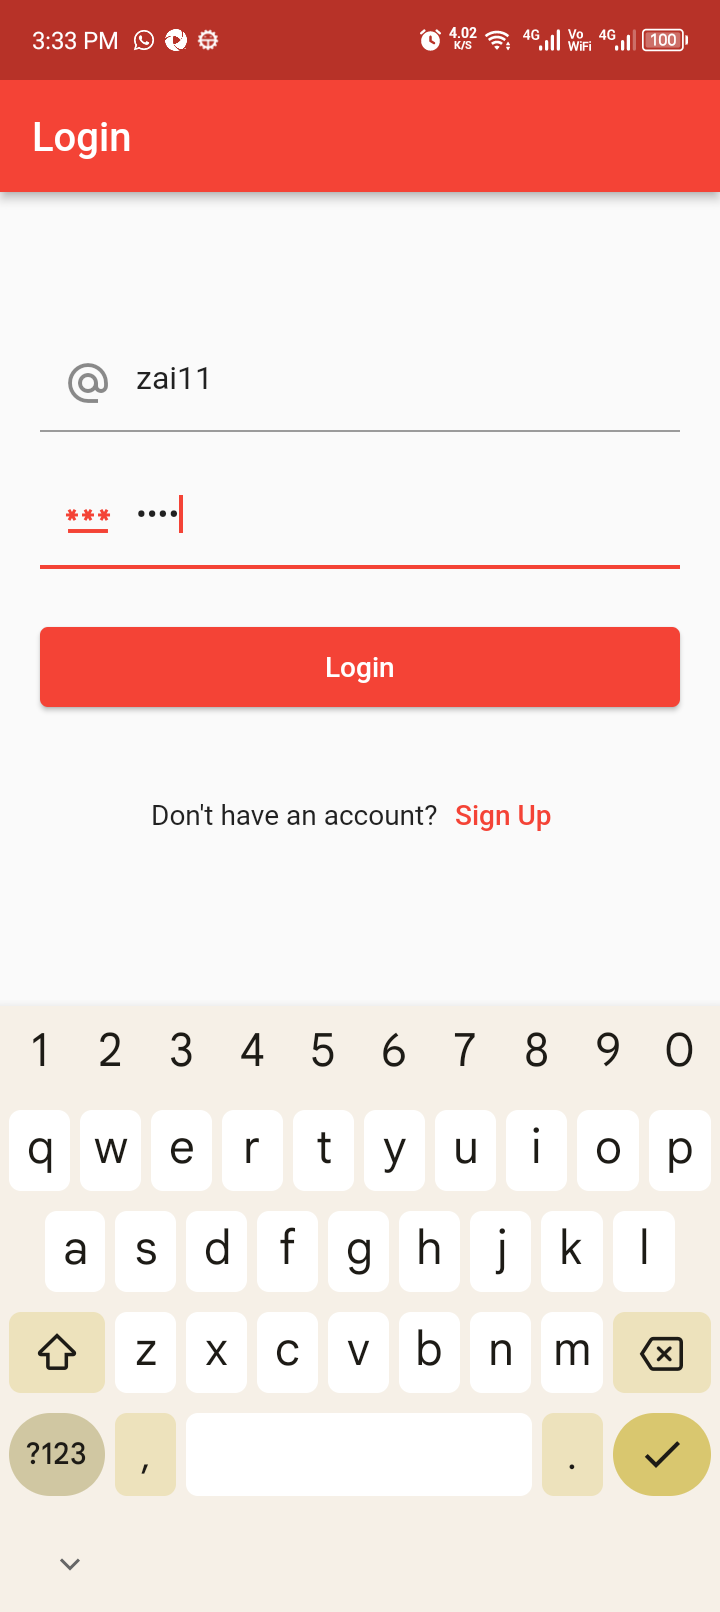 3:33 PM 4.02 K/S 4G Vo WiFi 4G 100
Login
@ zai11
*** ••••
Login
Don't have an account? Sign Up
1 2 3 4 5 6 7 8 9 0
q w e r t y u i o p
a s d f g h j k l
z x c v b n m
?123 , .